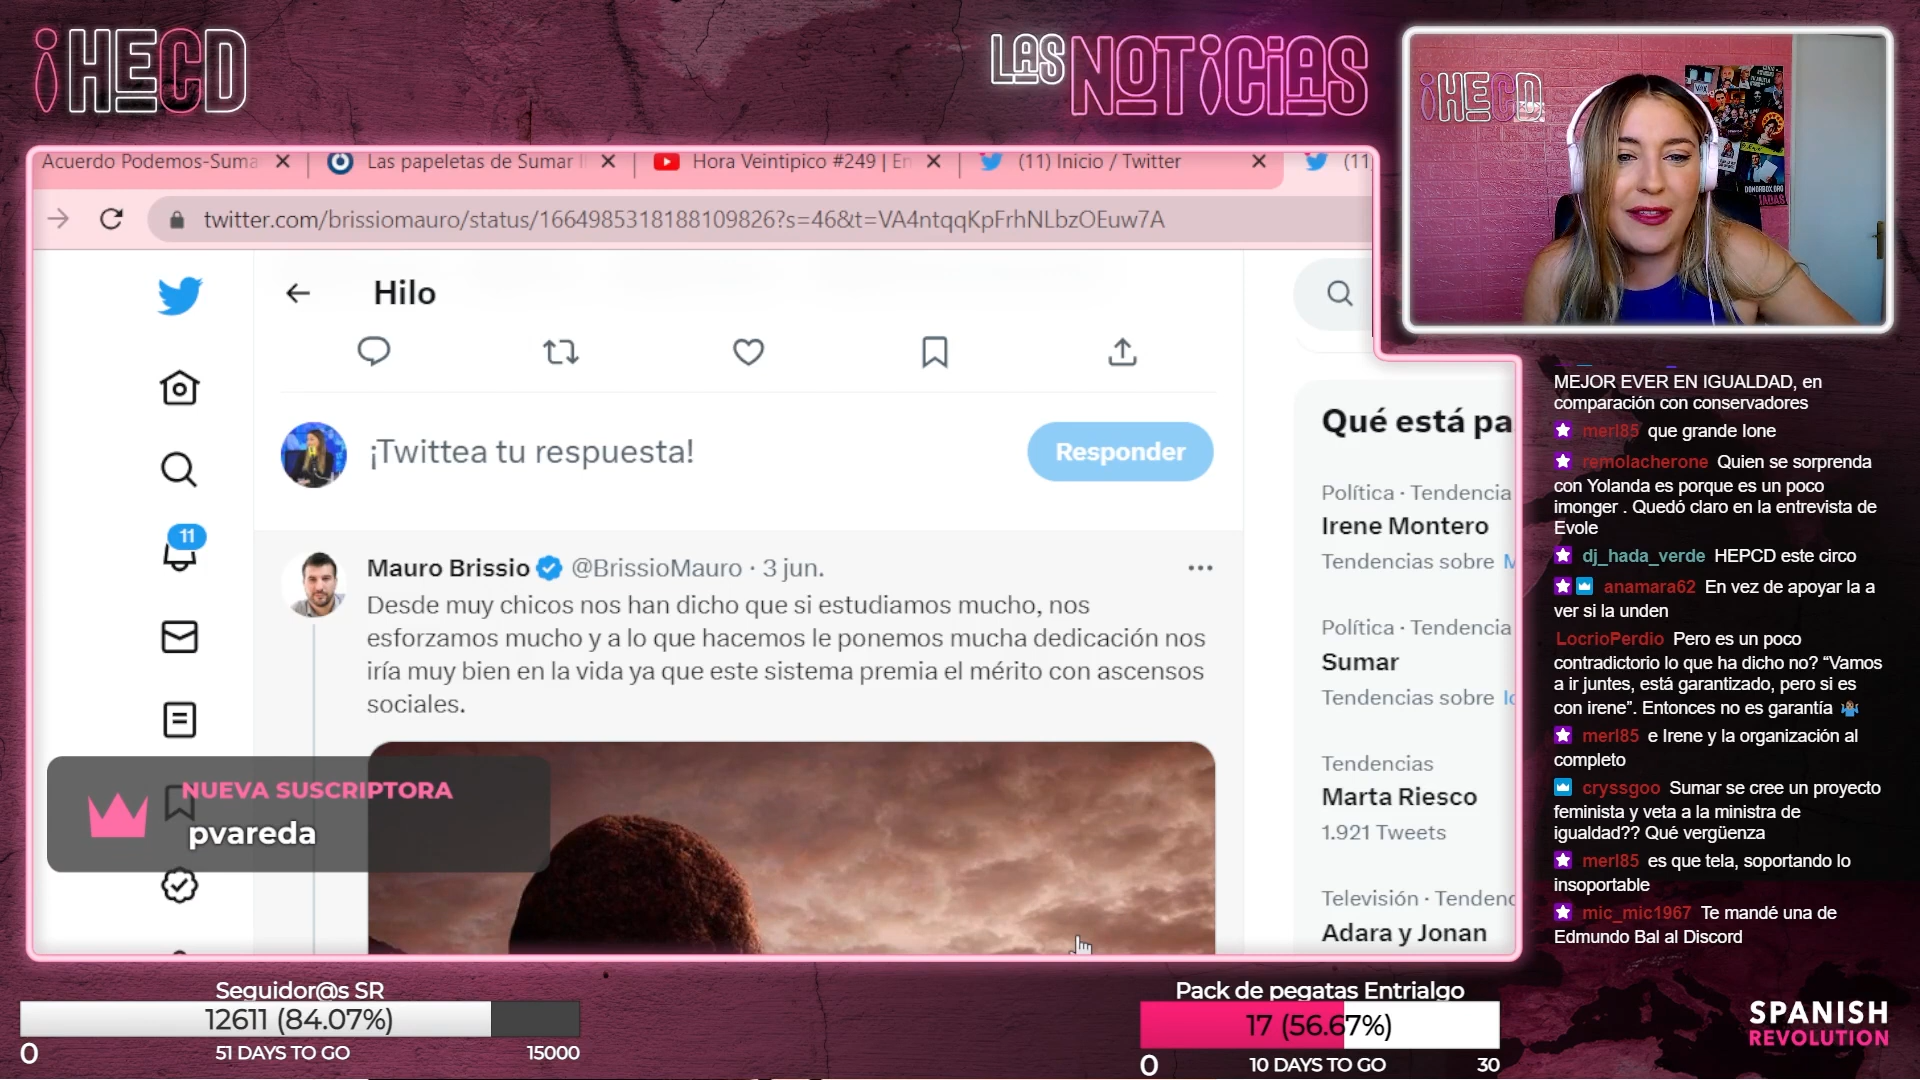 ¡HECD
LAS NOTICIAS
¡HECD
Acuerdo Podemos-Suma
Las papeletas de Sumar I
Hora Veintipico #249 | En
(11) Inicio / Twitter
(11
twitter.com/brissiomauro/status/1664985318188109826?s=46&t=VA4ntqqKpFrhNLbzOEuw7A
Hilo
¡Twittea tu respuesta!
Responder
11
Mauro Brissio @BrissioMauro · 3 jun.
Desde muy chicos nos han dicho que si estudiamos mucho, nos
esforzamos mucho y a lo que hacemos le ponemos mucha dedicación nos
iría muy bien en la vida ya que este sistema premia el mérito con ascensos
sociales.
NUEVA SUSCRIPTORA
pvareda
Qué está pa
Política · Tendencia
Irene Montero
Tendencias sobre M
Política · Tendencia
Sumar
Tendencias sobre
Tendencias
Marta Riesco
1.921 Tweets
Televisión · Tendenc
Adara y Jonan
MEJOR EVER EN IGUALDAD, en
comparación con conservadores
merl85 que grande Ione
remolacherone Quien se sorprenda
con Yolanda es porque es un poco
imonger . Quedó claro en la entrevista de
Evole
dj_hada_verde HEPCD este circo
anamara62 En vez de apoyar la a
ver si la unden
LocrioPerdio Pero es un poco
contradictorio lo que ha dicho no? “Vamos
a ir juntes, está garantizado, pero si es
con irene”. Entonces no es garantía
merl85 e Irene y la organización al
completo
cryssgoo Sumar se cree un proyecto
feminista y veta a la ministra de
igualdad?? Qué vergüenza
merl85 es que tela, soportando lo
insoportable
mic_mic1967 Te mandé una de
Edmundo Bal al Discord
Seguidor@s SR
12611 (84.07%)
0 51 DAYS TO GO 15000
Pack de pegatas Entrialgo
17 (56.67%)
0 10 DAYS TO GO 30
SPANISH
REVOLUTION